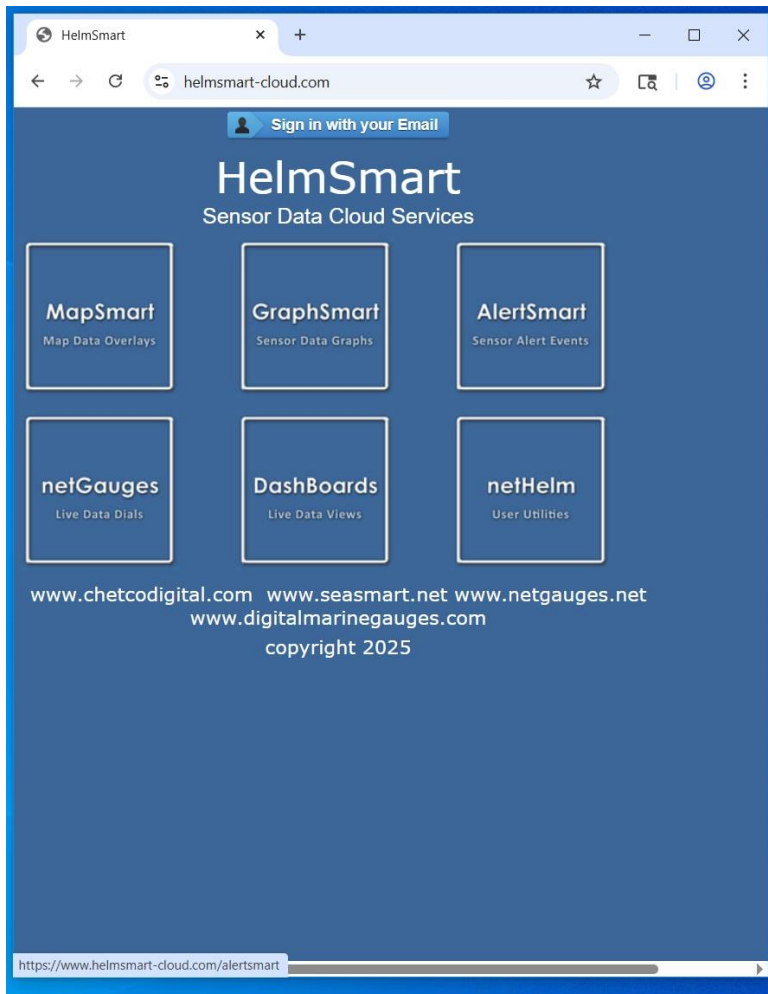 HelmSmart
helmsmart-cloud.com
Sign in with your Email
HelmSmart
Sensor Data Cloud Services
MapSmart
Map Data Overlays
GraphSmart
Sensor Data Graphs
AlertSmart
Sensor Alert Events
netGauges
Live Data Dials
DashBoards
Live Data Views
netHelm
User Utilities
www.chetcodigital.com www.seasmart.net www.netgauges.net
www.digitalmarinegauges.com
copyright 2025
https://www.helmsmart-cloud.com/alertsmart